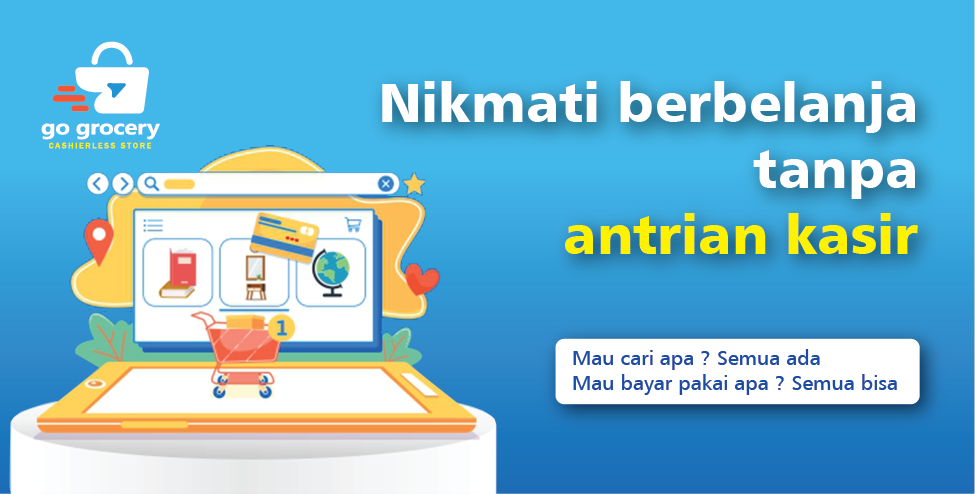 go grocery
CASHIERLESS STORE
Nikmati berbelanja
tanpa
antrian kasir
1
Mau cari apa ? Semua ada
Mau bayar pakai apa ? Semua bisa